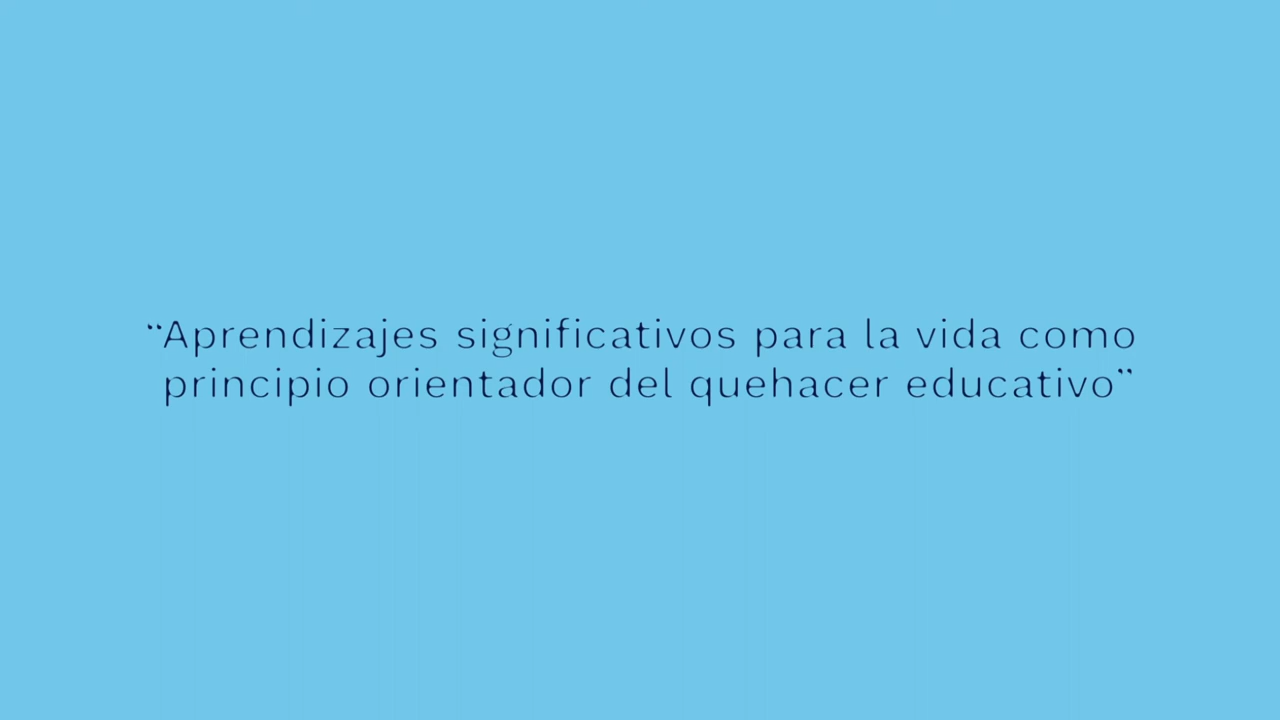 “Aprendizajes significativos para la vida como
principio orientador del quehacer educativo”